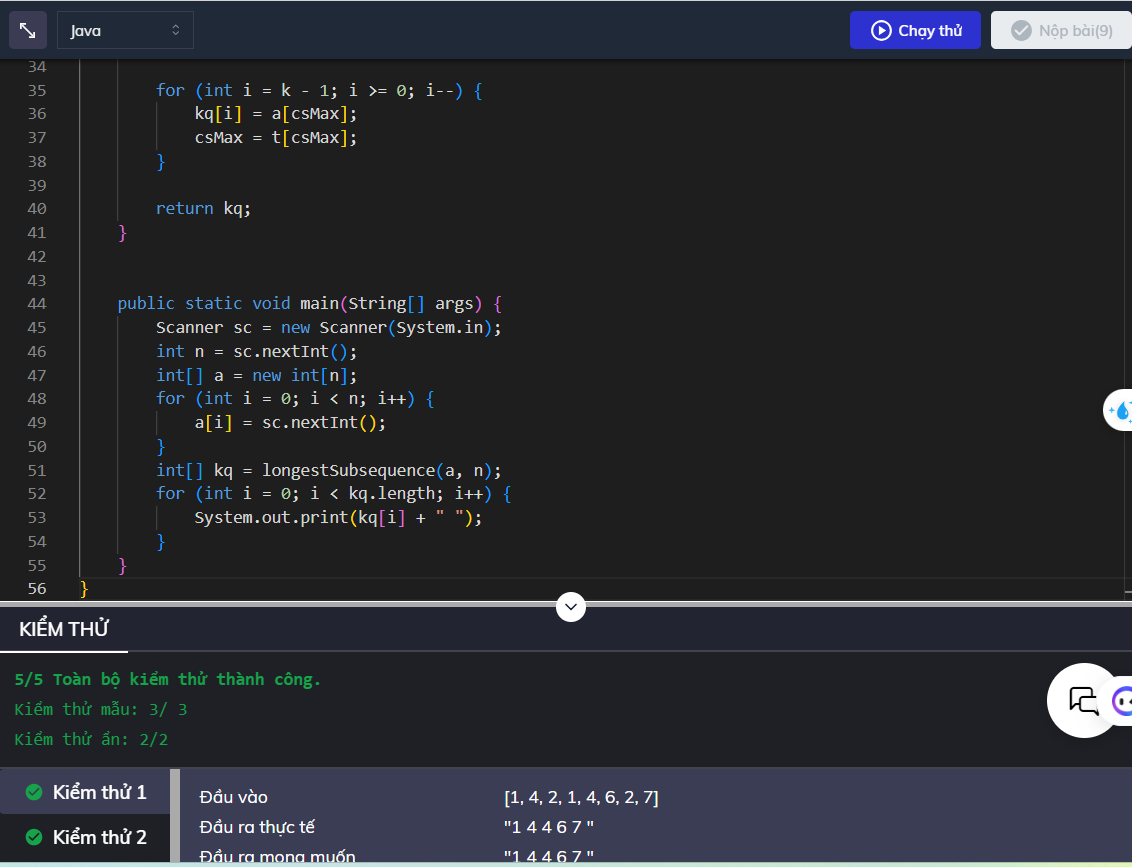 Java
Chạy thử
Nộp bài(9)
34
35 for (int i = k - 1; i >= 0; i--) {
36 kq[i] = a[csMax];
37 csMax = t[csMax];
38 }
39
40 return kq;
41 }
42
43
44 public static void main(String[] args) {
45 Scanner sc = new Scanner(System.in);
46 int n = sc.nextInt();
47 int[] a = new int[n];
48 for (int i = 0; i < n; i++) {
49 a[i] = sc.nextInt();
50 }
51 int[] kq = longestSubsequence(a, n);
52 for (int i = 0; i < kq.length; i++) {
53 System.out.print(kq[i] + " ");
54 }
55 }
56 }
KIỂM THỬ
5/5 Toàn bộ kiểm thử thành công.
Kiểm thử mẫu: 3/ 3
Kiểm thử ẩn: 2/2
Kiểm thử 1
Kiểm thử 2
Đầu vào [1, 4, 2, 1, 4, 6, 2, 7]
Đầu ra thực tế "1 4 4 6 7 "
Đầu ra mong muốn "1 4 4 6 7 "